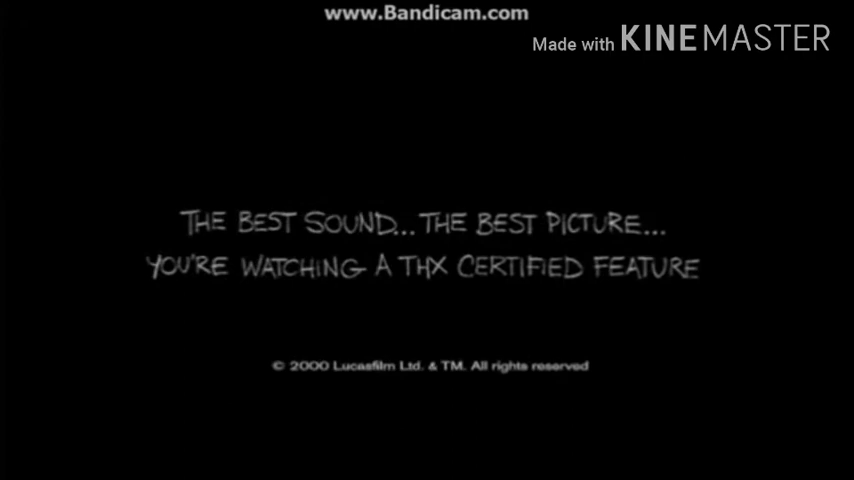 www.Bandicam.com
Made with KINEMASTER
THE BEST SOUND...THE BEST PICTURE...
YOU'RE WATCHING A THX CERTIFIED FEATURE
© 2000 Lucasfilm Ltd. & TM. All rights reserved